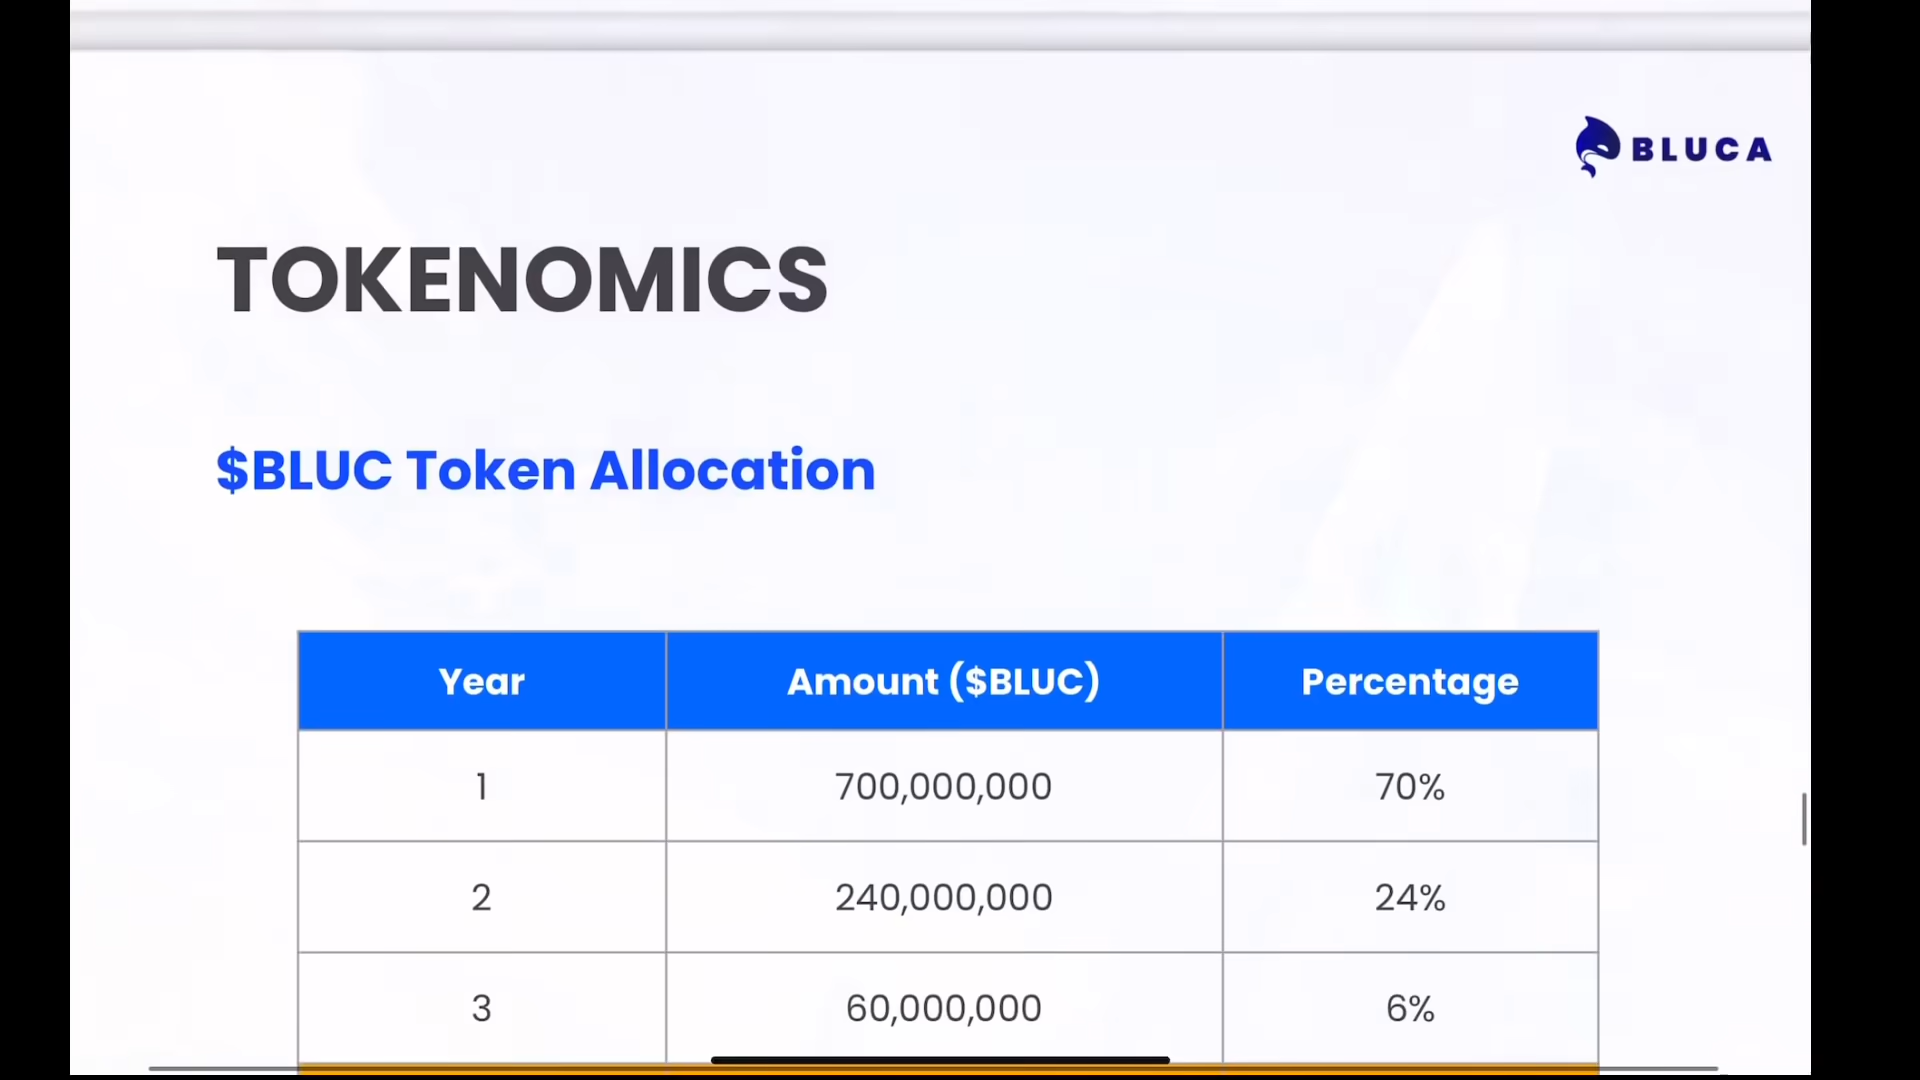 BLUCA
TOKENOMICS
$BLUC Token Allocation
Year Amount ($BLUC) Percentage
1 700,000,000 70%
2 240,000,000 24%
3 60,000,000 6%